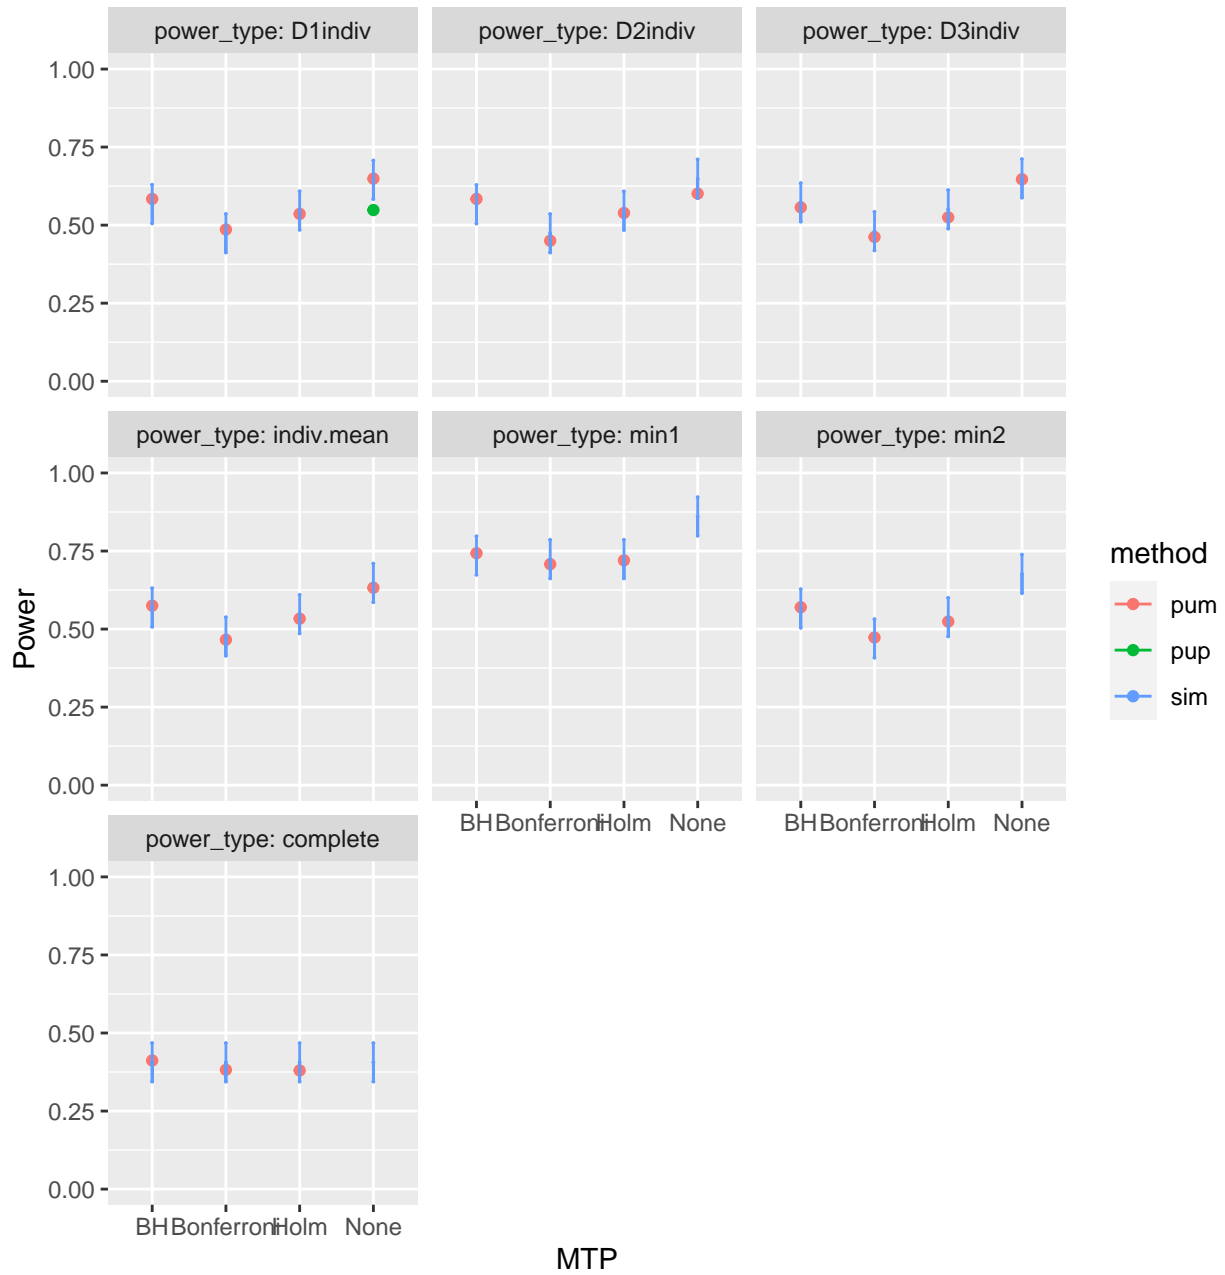 power_type: D1indiv
power_type: D2indiv
power_type: D3indiv
1.00
0.75
0.50
0.25
0.00
power_type: indiv.mean
power_type: min1
power_type: min2
1.00
0.75
0.50
0.25
0.00
BH Bonferroni Holm None
BH Bonferroni Holm None
power_type: complete
1.00
0.75
0.50
0.25
0.00
BH Bonferroni Holm None
MTP
Power
method
pum
pup
sim